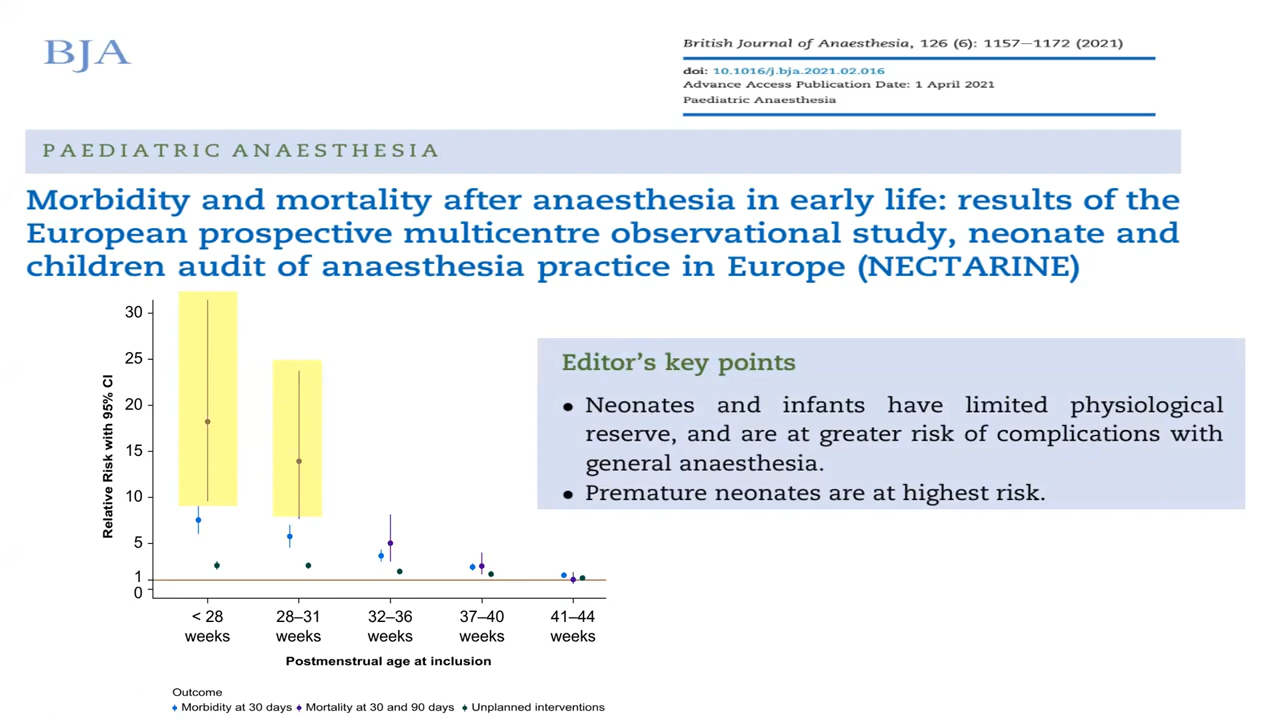 BJA
British Journal of Anaesthesia, 126 (6): 1157–1172 (2021)
doi: 10.1016/j.bja.2021.02.016
Advance Access Publication Date: 1 April 2021
Paediatric Anaesthesia
PAEDIATRIC ANAESTHESIA
Morbidity and mortality after anaesthesia in early life: results of the
European prospective multicentre observational study, neonate and
children audit of anaesthesia practice in Europe (NECTARINE)
Relative Risk with 95% CI
30
25
20
15
10
5
1
0
< 28 weeks
28–31 weeks
32–36 weeks
37–40 weeks
41–44 weeks
Postmenstrual age at inclusion
Outcome
Morbidity at 30 days Mortality at 30 and 90 days Unplanned interventions
Editor's key points
• Neonates and infants have limited physiological
reserve, and are at greater risk of complications with
general anaesthesia.
• Premature neonates are at highest risk.